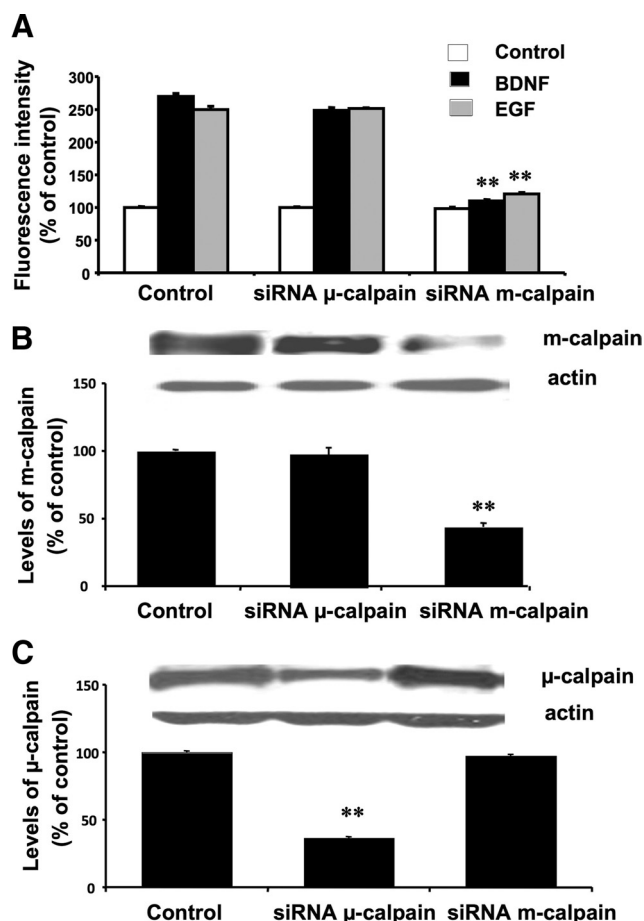 A
Control
BDNF
EGF
Fluorescence intensity
(% of control)
300
250
200
150
100
50
0
** **
Control siRNA µ-calpain siRNA m-calpain
B
m-calpain
actin
Levels of m-calpain
(% of control)
150
100
50
0
**
Control siRNA µ-calpain siRNA m-calpain
C
µ-calpain
actin
Levels of µ-calpain
(% of control)
150
100
50
0
**
Control siRNA µ-calpain siRNA m-calpain